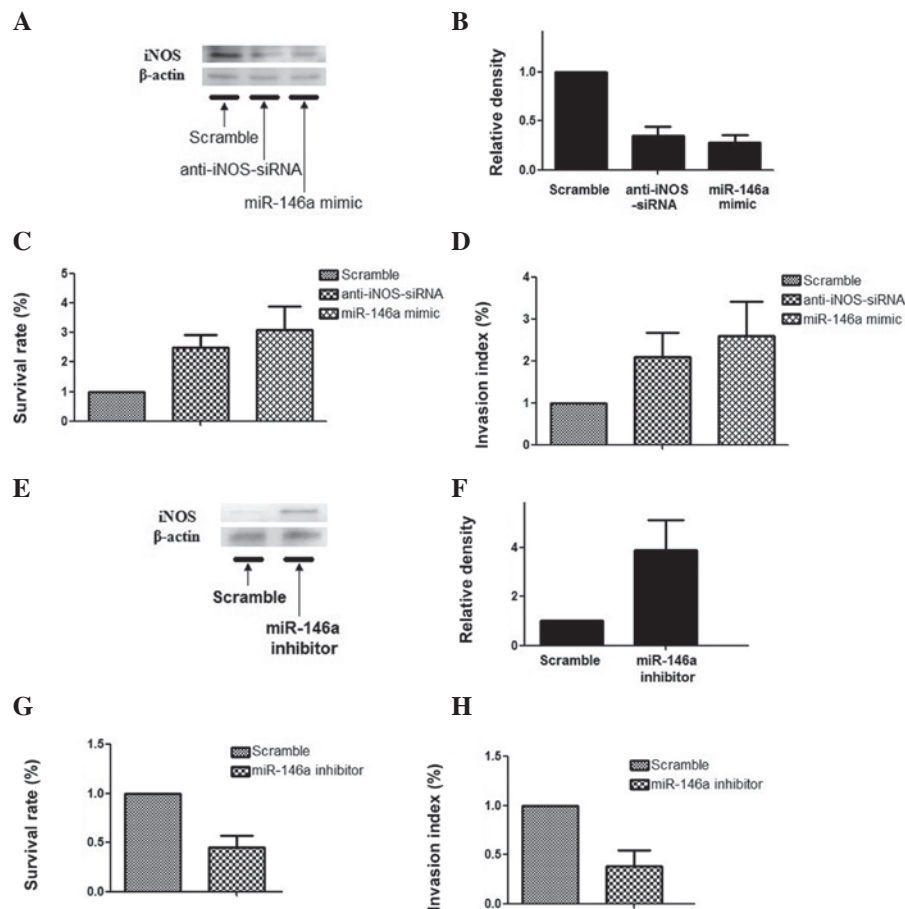 A
iNOS
β-actin
Scramble
anti-iNOS-siRNA
miR-146a mimic
B
Relative density
1.0
0.5
0.0
Scramble
anti-iNOS
-siRNA
miR-146a
mimic
C
Survival rate (%)
5
4
3
2
1
0
Scramble
anti-iNOS-siRNA
miR-146a mimic
D
Invasion index (%)
4
3
2
1
0
Scramble
anti-iNOS-siRNA
miR-146a mimic
E
iNOS
β-actin
Scramble
miR-146a
inhibitor
F
Relative density
4
2
0
Scramble
miR-146a
inhibitor
G
Survival rate (%)
1.5
1.0
0.5
0.0
Scramble
miR-146a inhibitor
H
Invasion index (%)
1.5
1.0
0.5
0.0
Scramble
miR-146a inhibitor